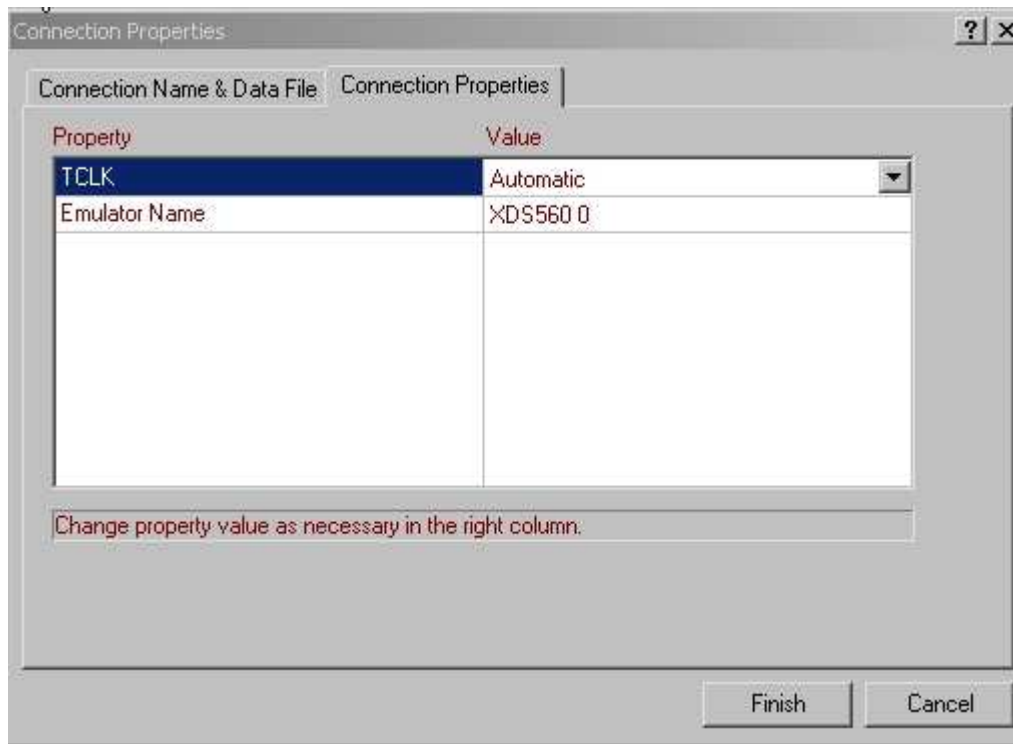 Connection Properties
Connection Name & Data File Connection Properties
Property Value
TCLK Automatic
Emulator Name XDS560 0
Change property value as necessary in the right column.
Finish Cancel